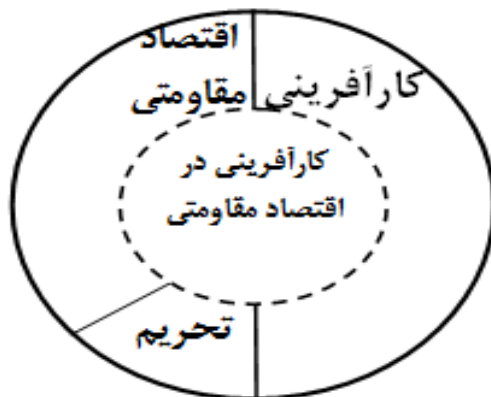 اقتصاد
مقاومتی
کارآفرینی
کارآفرینی در
اقتصاد مقاومتی
تحریم